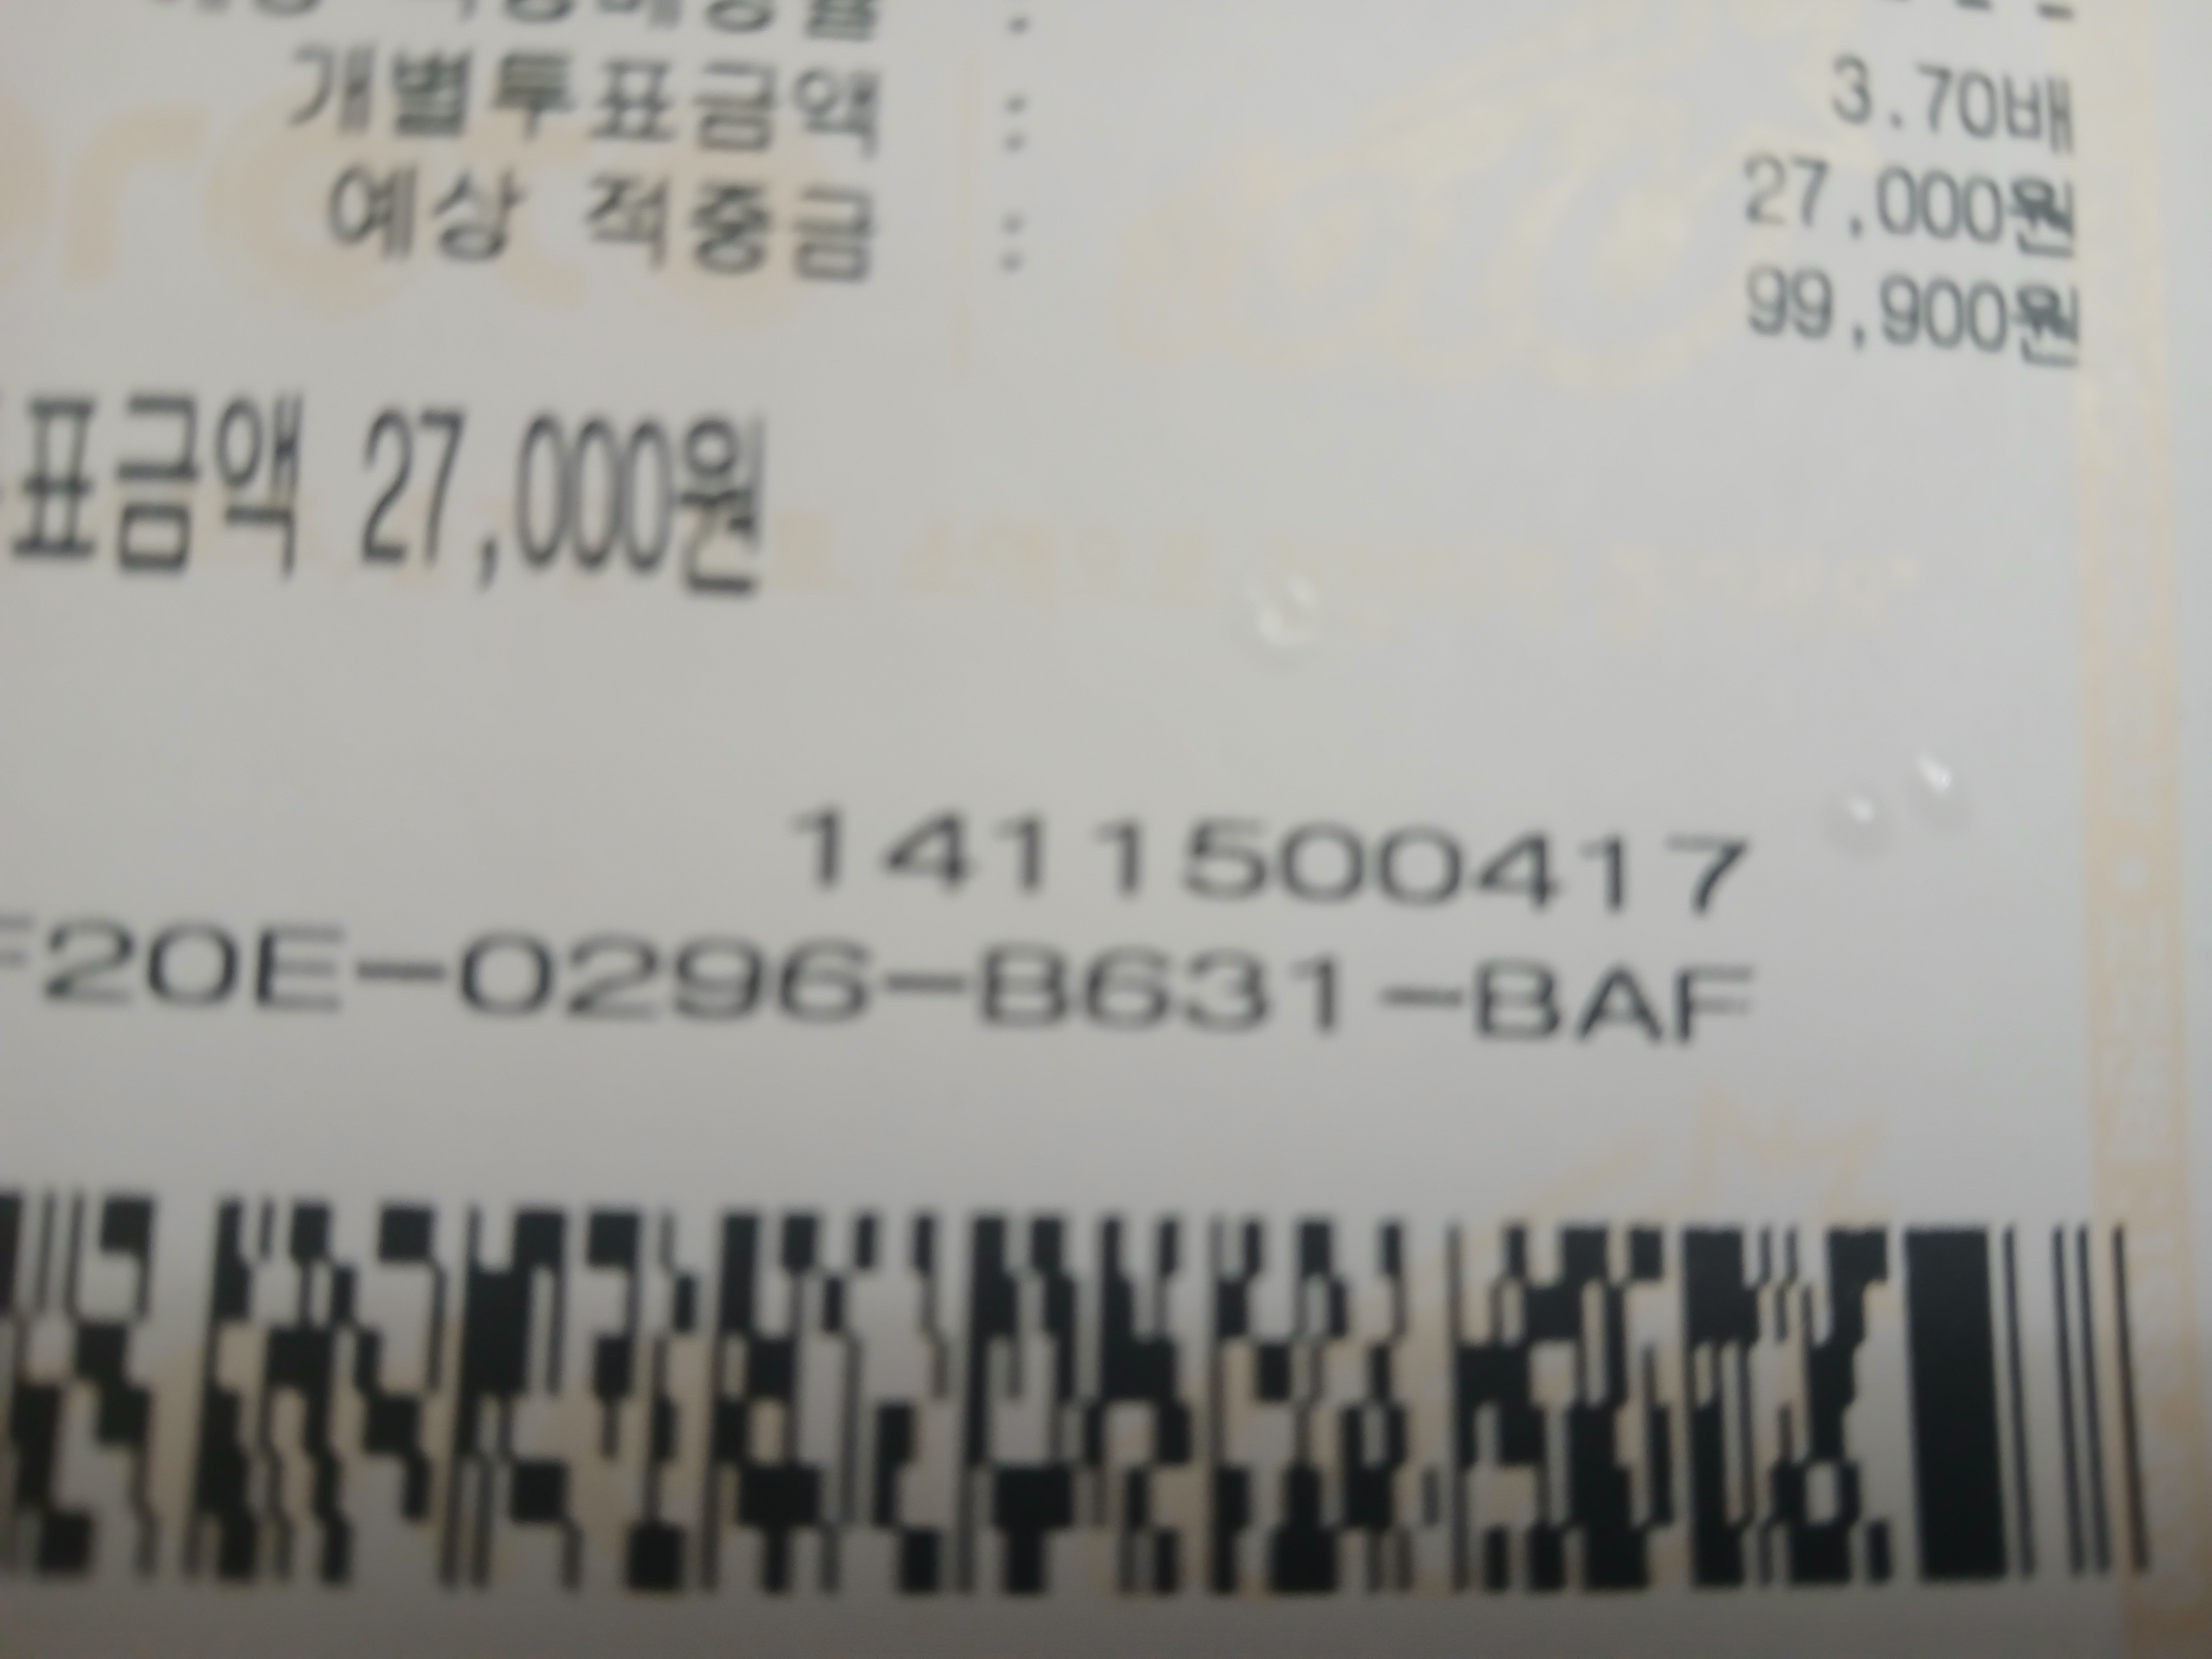 개별투표금액 : 3.70배
예상 적중금 : 27,000원
99,900원
표금액 27,000원
1411500417
F20E-0296-B631-BAF